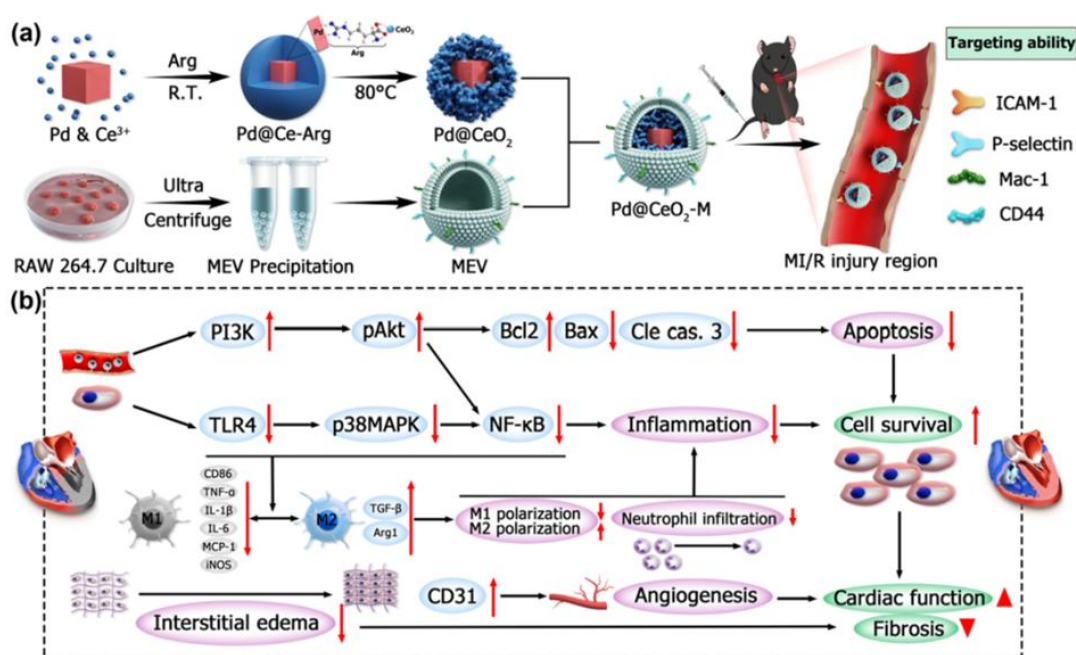 (a)
Pd & Ce³⁺
Arg
R.T.
Pd
Arg
CeO₂
Pd@Ce-Arg
80°C
Pd@CeO₂
RAW 264.7 Culture
Ultra
Centrifuge
MEV Precipitation
MEV
Pd@CeO₂-M
MI/R injury region
Targeting ability
ICAM-1
P-selectin
Mac-1
CD44
(b)
PI3K
pAkt
Bcl2
Bax
Cle cas. 3
Apoptosis
TLR4
p38MAPK
NF-κB
Inflammation
Cell survival
M1
CD86
TNF-α
IL-1β
IL-6
MCP-1
iNOS
M2
TGF-β
Arg1
M1 polarization
M2 polarization
Neutrophil infiltration
Interstitial edema
CD31
Angiogenesis
Cardiac function
Fibrosis